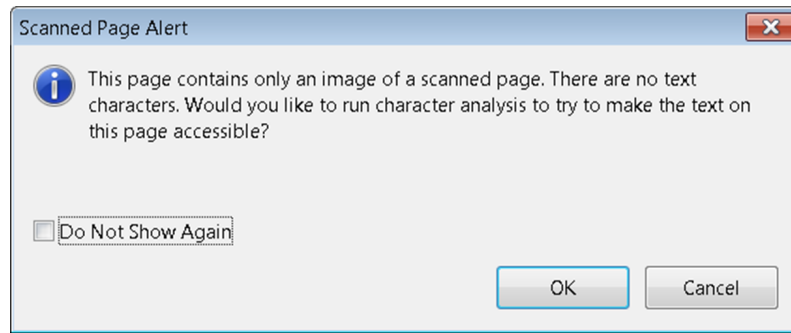 Scanned Page Alert
This page contains only an image of a scanned page. There are no text
characters. Would you like to run character analysis to try to make the text on
this page accessible?
Do Not Show Again
OK
Cancel